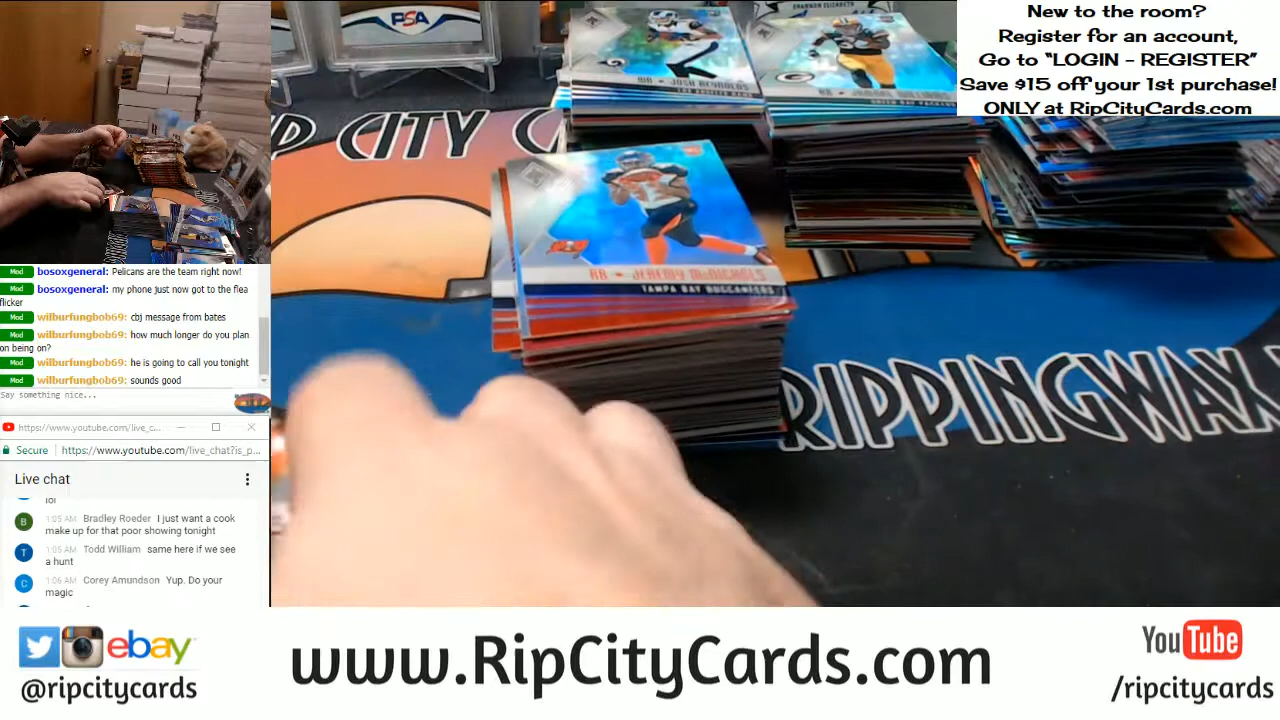 New to the room?
Register for an account,
Go to “LOGIN - REGISTER”
Save $15 off your 1st purchase!
ONLY at RipCityCards.com
PSA
SHANNON ELIZABETH
WR JOSH REYNOLDS
G
GREEN BAY PACKERS
P CITY
RB • JEREMY McNICHOLS
TAMPA BAY BUCCANEERS
RIPPINGWAX
Mod bosoxgeneral: Pelicans are the team right now!
Mod bosoxgeneral: my phone just now got to the flea
flicker
Mod wilburfungbob69: cbj message from bates
Mod wilburfungbob69: how much longer do you plan
on being on?
Mod wilburfungbob69: he is going to call you tonight
Mod wilburfungbob69: sounds good
Say something nice...
https://www.youtube.com/live_c...
Secure https://www.youtube.com/live_chat?is_p...
Live chat
lol
B 1:05 AM Bradley Roeder I just want a cook
make up for that poor showing tonight
T 1:05 AM Todd William same here if we see
a hunt
C 1:06 AM Corey Amundson Yup. Do your
magic
ebay
@ripcitycards
www.RipCityCards.com
YouTube
/ripcitycards